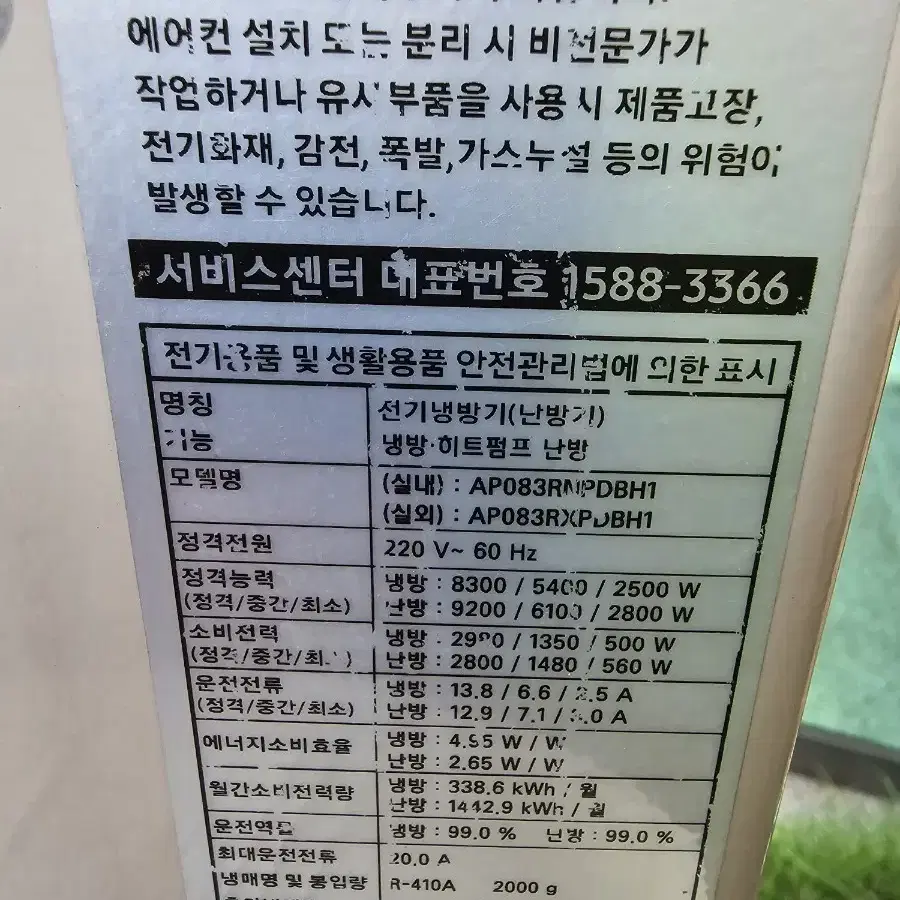 에어컨 설치 또는 분리 시 비전문가가
작업하거나 유사부품을 사용 시 제품고장,
전기화재, 감전, 폭발,가스누설 등의 위험이
발생할 수 있습니다.
서비스센터 대표번호 1588-3366
전기용품 및 생활용품 안전관리법에 의한 표시
명칭 전기냉방기(난방기)
기능 냉방·히트펌프 난방
모델명 (실내) : AP083RNPDBH1
(실외) : AP083RXPDBH1
정격전원 220 V~ 60 Hz
정격능력 냉방 : 8300 / 5400 / 2500 W
(정격/중간/최소) 난방 : 9200 / 6100 / 2800 W
소비전력 냉방 : / 1350 / 500 W
(정격/중간/최소) 난방 : 2800 / 1480 / 560 W
운전전류 냉방 : 13.8 / 6.6 / 2.5 A
(정격/중간/최소) 난방 : 12.9 / 7.1 / 3.0 A
에너지소비효율 냉방 : W / W
난방 : 2.65 W / W
월간소비전력량 냉방 : 338.6 kWh / 월
난방 : 1442.9 kWh / 월
운전역률 냉방 : 99.0 % 난방 : 99.0 %
최대운전전류 20.0 A
냉매명 및 봉입량 R-410A 2000 g